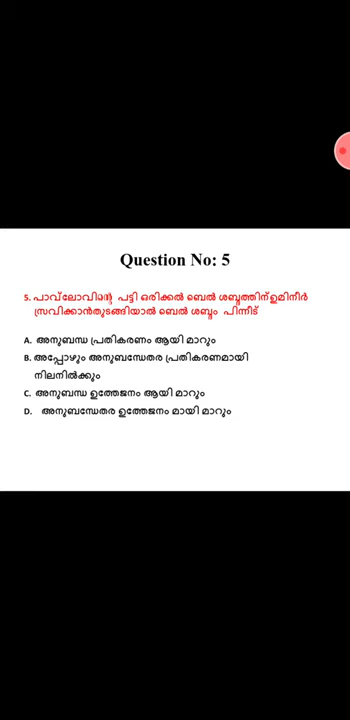 Question No: 5
5. പാവ്ലോവിന്റെ പട്ടി ഒരിക്കൽ ബെൽ ശബ്ദത്തിന്ഉമിനീർ
സ്രവിക്കാൻതുടങ്ങിയാൽ ബെൽ ശബ്ദം പിന്നീട്
A. അനുബന്ധ പ്രതികരണം ആയി മാറും
B. അപ്പോഴും അനുബന്ധേതര പ്രതികരണമായി
നിലനിൽക്കും
C. അനുബന്ധ ഉത്തേജനം ആയി മാറും
D. അനുബന്ധേതര ഉത്തേജനം മായി മാറും